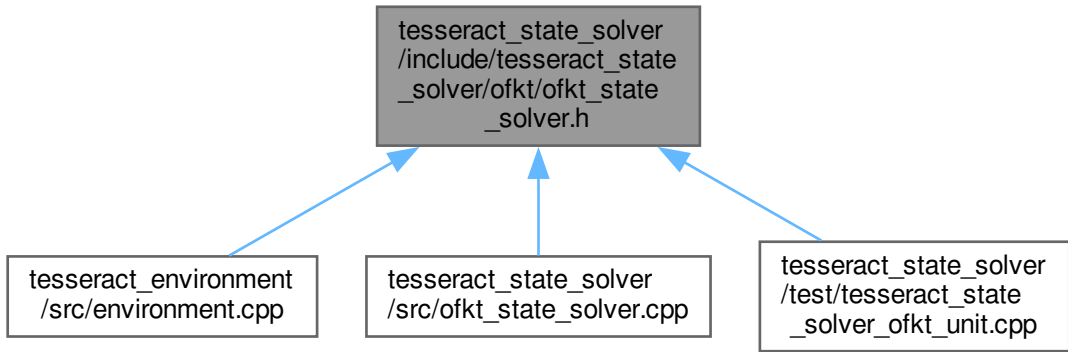 tesseract_state_solver
/include/tesseract_state
_solver/ofkt/ofkt_state
_solver.h
tesseract_environment
/src/environment.cpp
tesseract_state_solver
/src/ofkt_state_solver.cpp
tesseract_state_solver
/test/tesseract_state
_solver_ofkt_unit.cpp